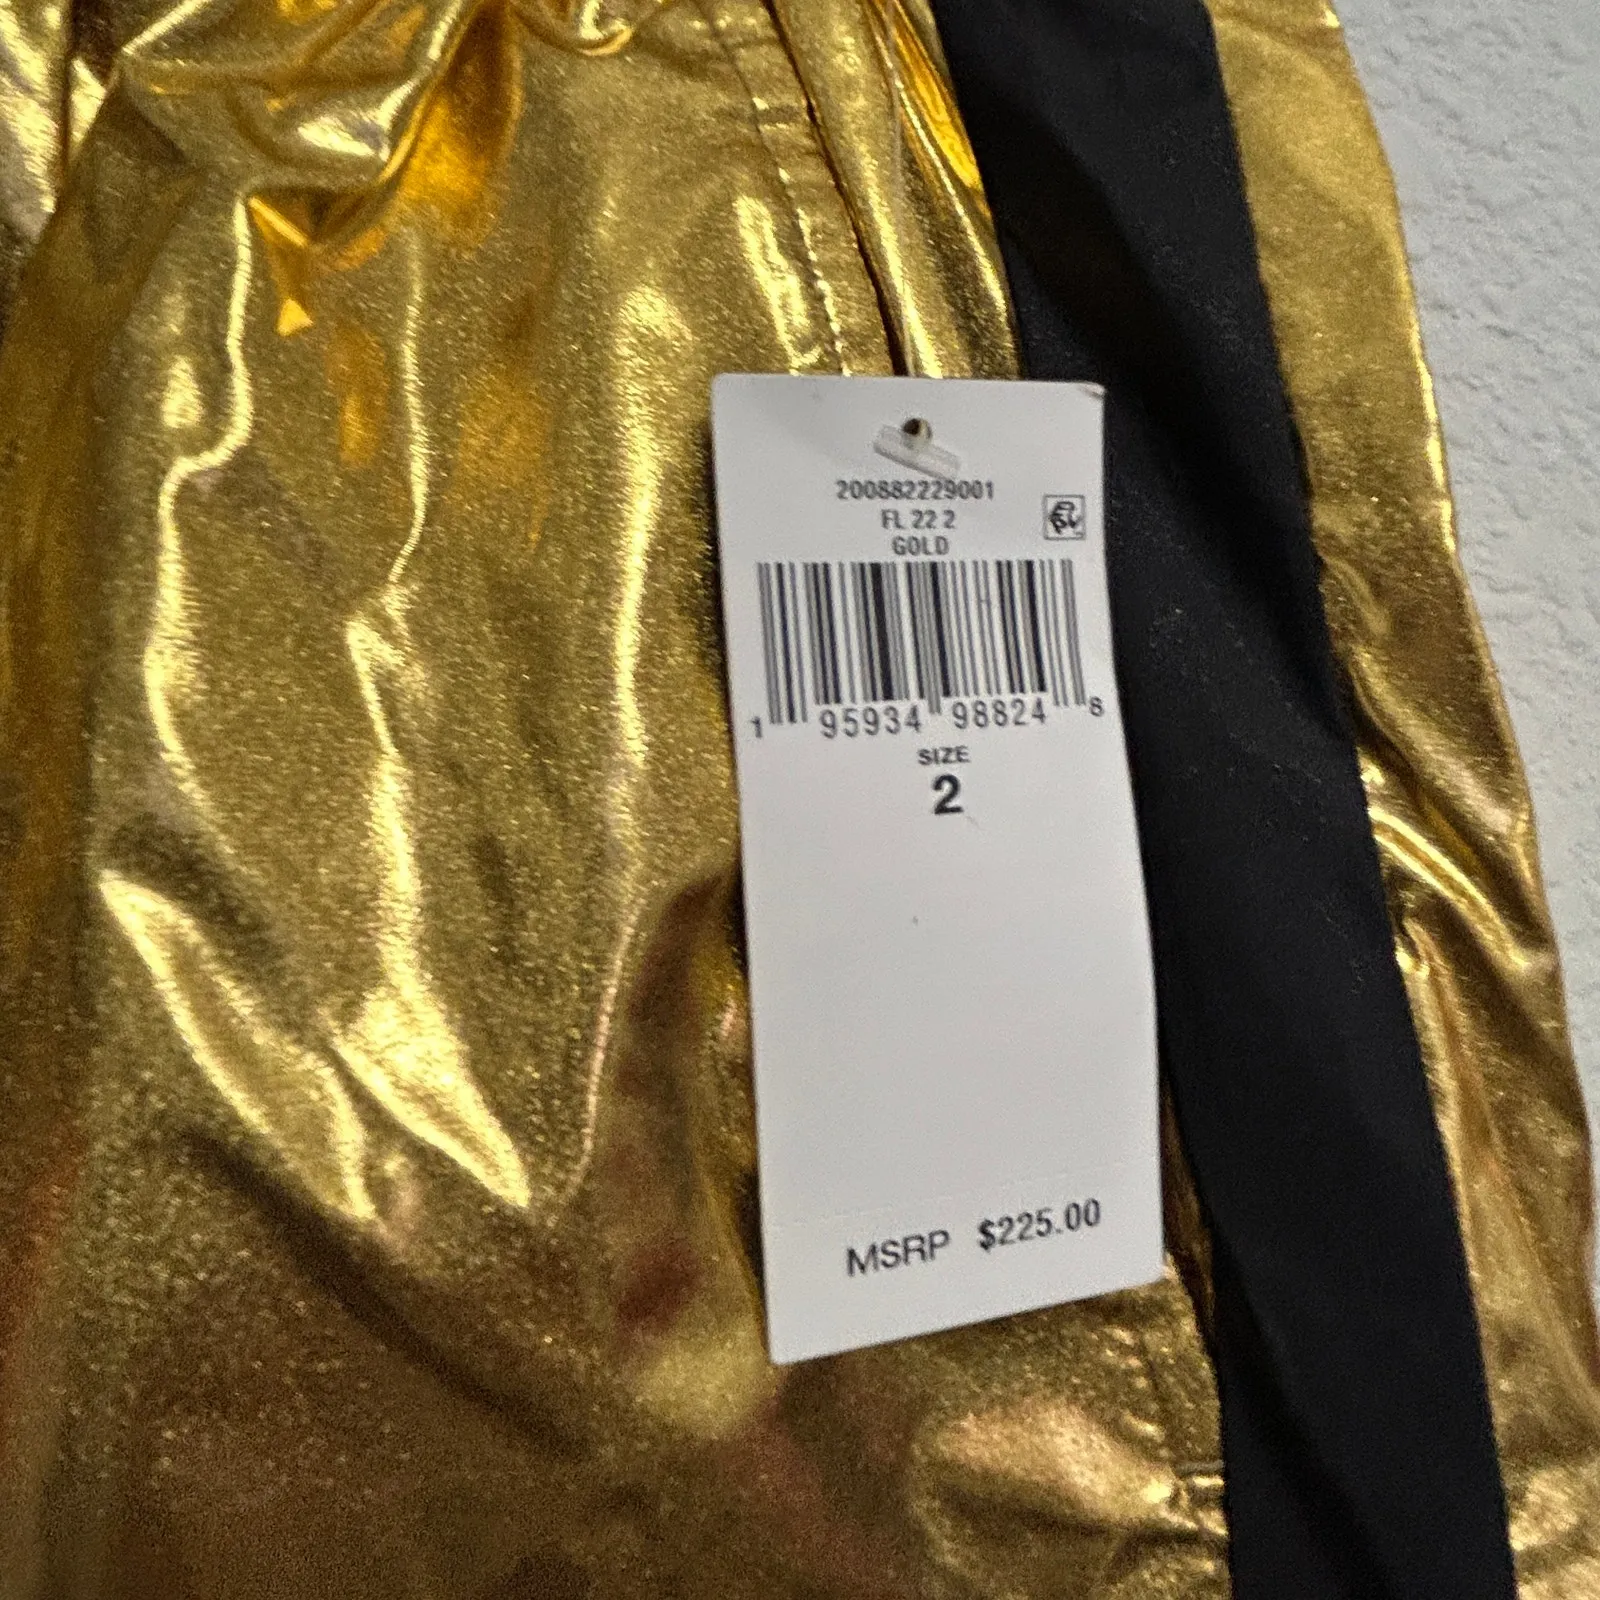 200882229001
FL 22 2
GOLD
1 95934 98824 8
SIZE
2
MSRP $225.00